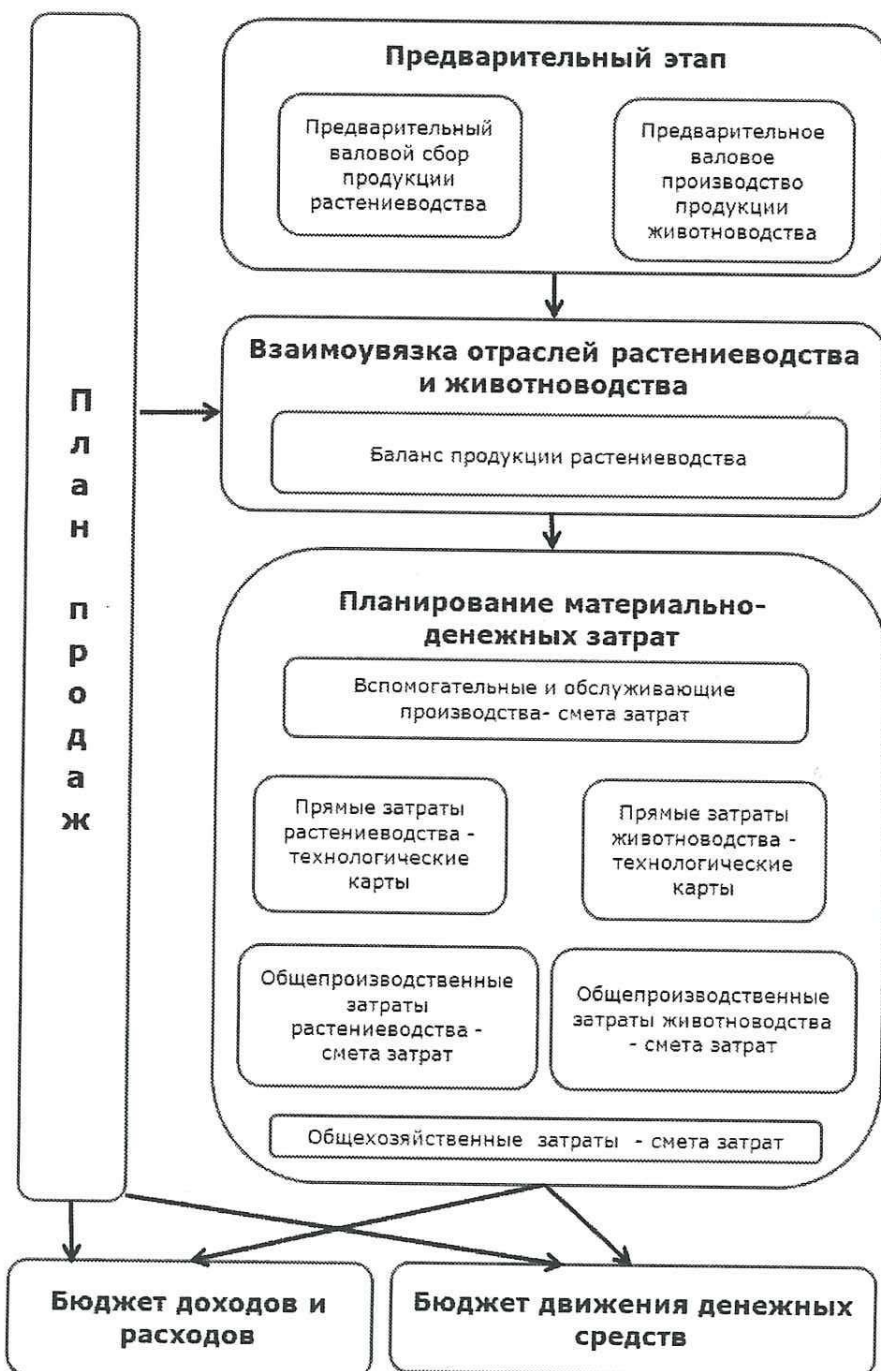 План продаж
Предварительный этап
Предварительный
валовой сбор
продукции
растениеводства
Предварительное
валовое
производство
продукции
животноводства
Взаимоувязка отраслей растениеводства
и животноводства
Баланс продукции растениеводства
Планирование материально-
денежных затрат
Вспомогательные и обслуживающие
производства- смета затрат
Прямые затраты
растениеводства -
технологические
карты
Прямые затраты
животноводства -
технологические
карты
Общепроизводственные
затраты
растениеводства -
смета затрат
Общепроизводственные
затраты животноводства
- смета затрат
Общехозяйственные затраты - смета затрат
Бюджет доходов и
расходов
Бюджет движения денежных
средств